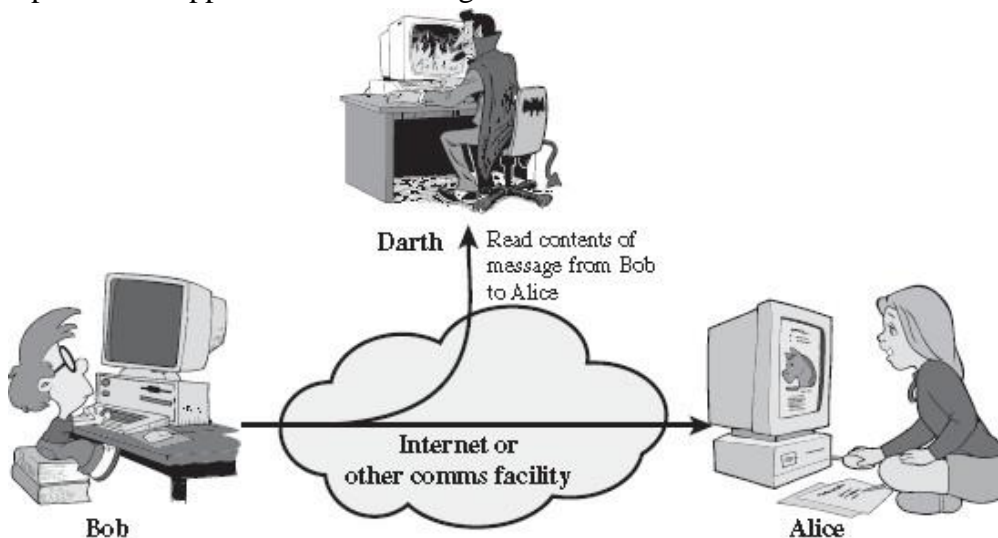 Darth
Read contents of
message from Bob
to Alice
Internet or
other comms facility
Bob
Alice